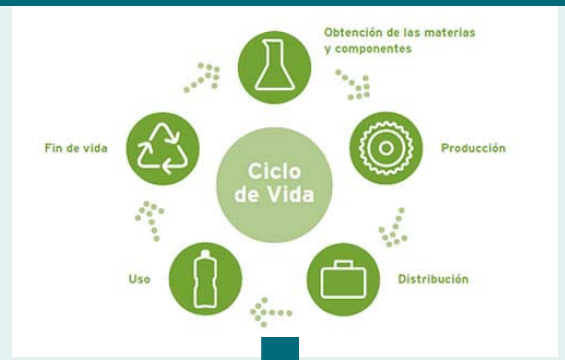 Obtención de las materias
y componentes
Producción
Distribución
Uso
Fin de vida
Ciclo
de Vida